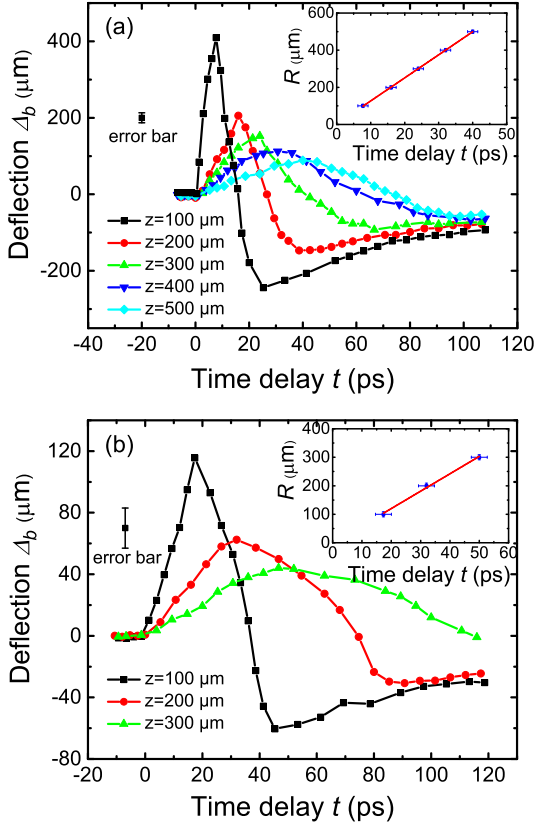 (a)
Deflection Δb (μm)
400
200
0
-200
-40 -20 0 20 40 60 80 100 120
Time delay t (ps)
error bar
z=100 μm
z=200 μm
z=300 μm
z=400 μm
z=500 μm
R (μm)
600
400
200
0
0 10 20 30 40 50
Time delay (ps)
(b)
Deflection Δb (μm)
120
80
40
0
-40
-80
-20 0 20 40 60 80 100 120
Time delay t (ps)
error bar
z=100 μm
z=200 μm
z=300 μm
R (μm)
400
300
200
100
0
0 10 20 30 40 50 60
Time delay (ps)